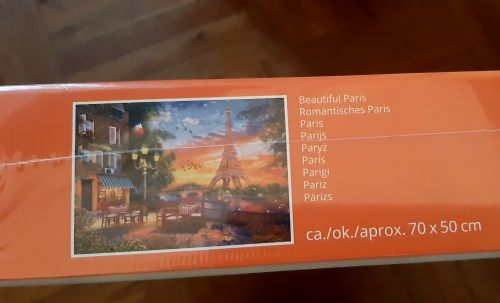 Beautiful Paris
Romantisches Paris
Paris
Parijs
Paryż
París
Parigi
Pariz
Párizs
ca./ok./aprox. 70 x 50 cm